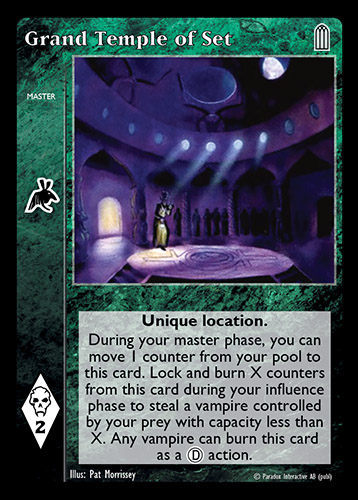 Grand Temple of Set
MASTER
Unique location.
During your master phase, you can
move 1 counter from your pool to
this card. Lock and burn X counters
from this card during your influence
phase to steal a vampire controlled
by your prey with capacity less than
X. Any vampire can burn this card
as a Ⓓ action.
2
Illus: Pat Morrissey
© Paradox Interactive AB (publ)